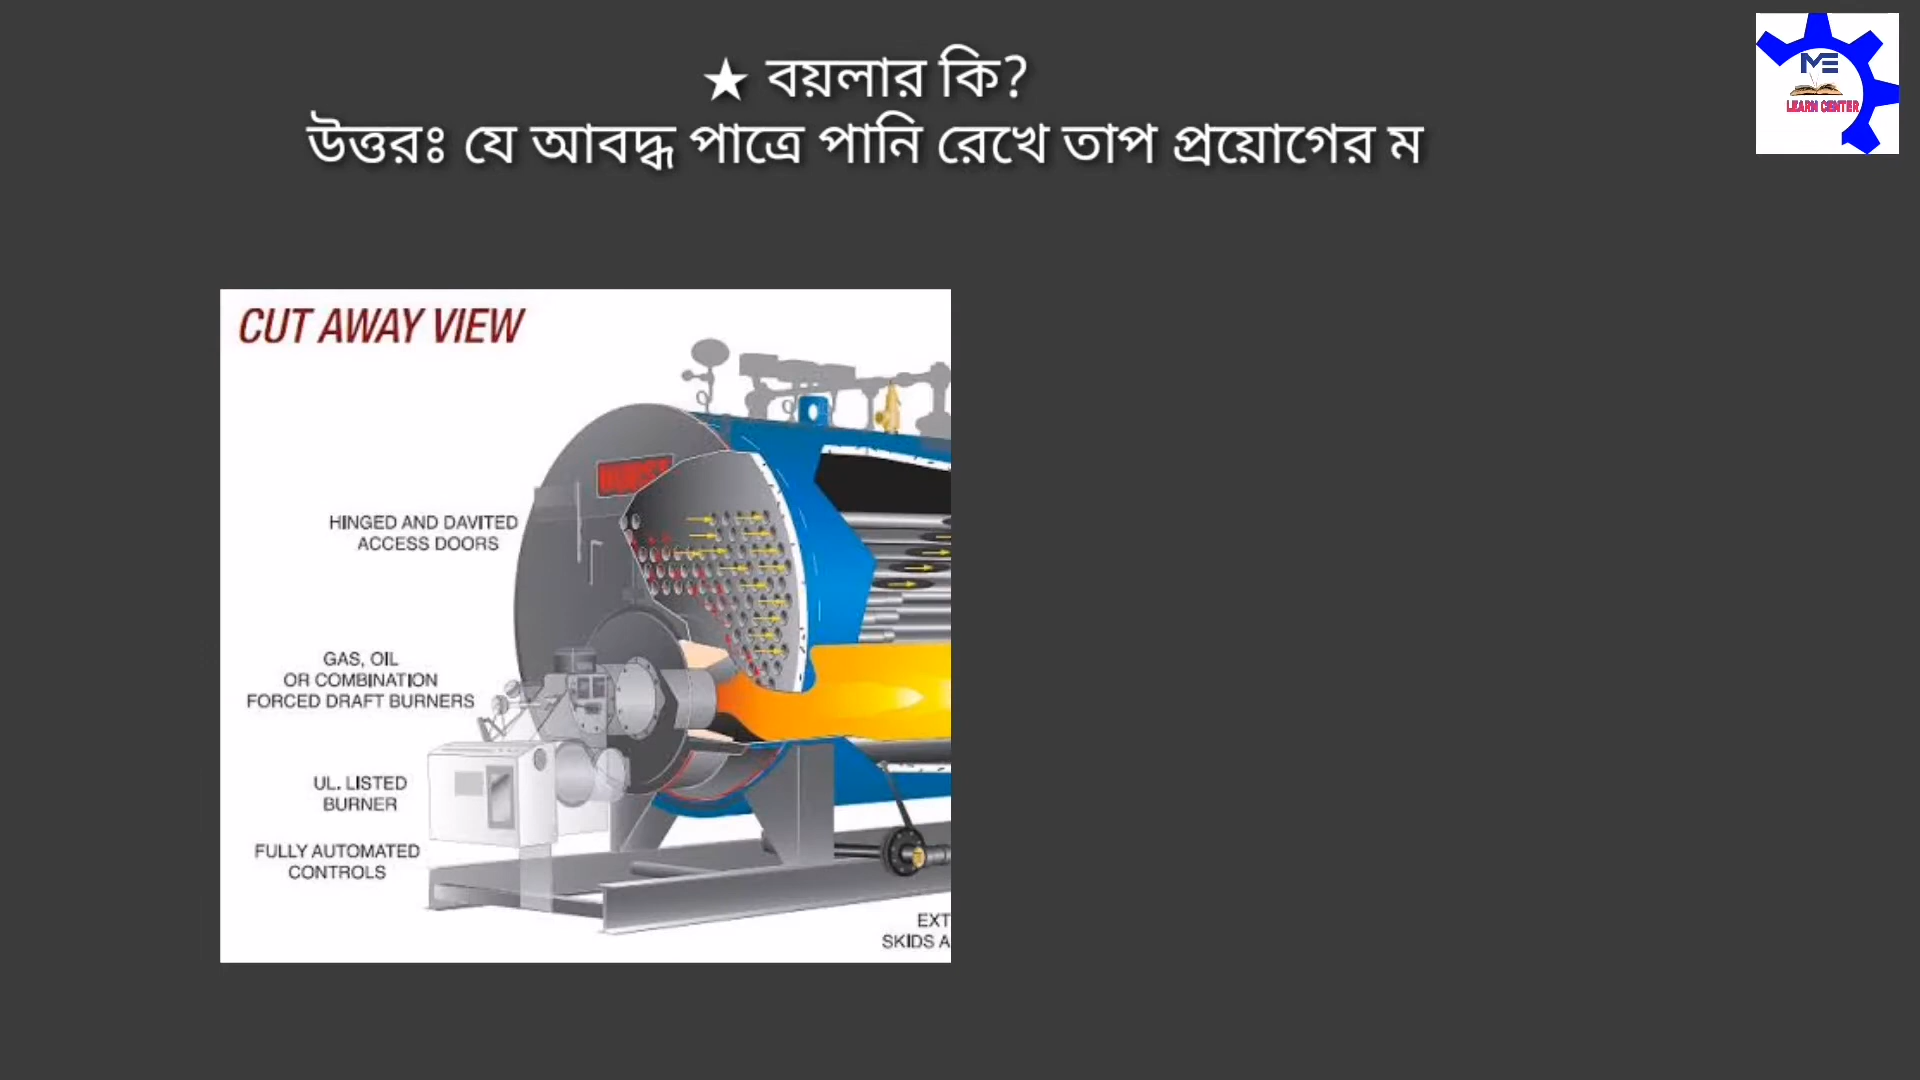 ★ বয়লার কি?
উত্তরঃ যে আবদ্ধ পাত্রে পানি রেখে তাপ প্রয়োগের ম
ME
LEARN CENTER
CUT AWAY VIEW
HINGED AND DAVITED
ACCESS DOORS
GAS, OIL
OR COMBINATION
FORCED DRAFT BURNERS
UL. LISTED
BURNER
FULLY AUTOMATED
CONTROLS
EXT
SKIDS A